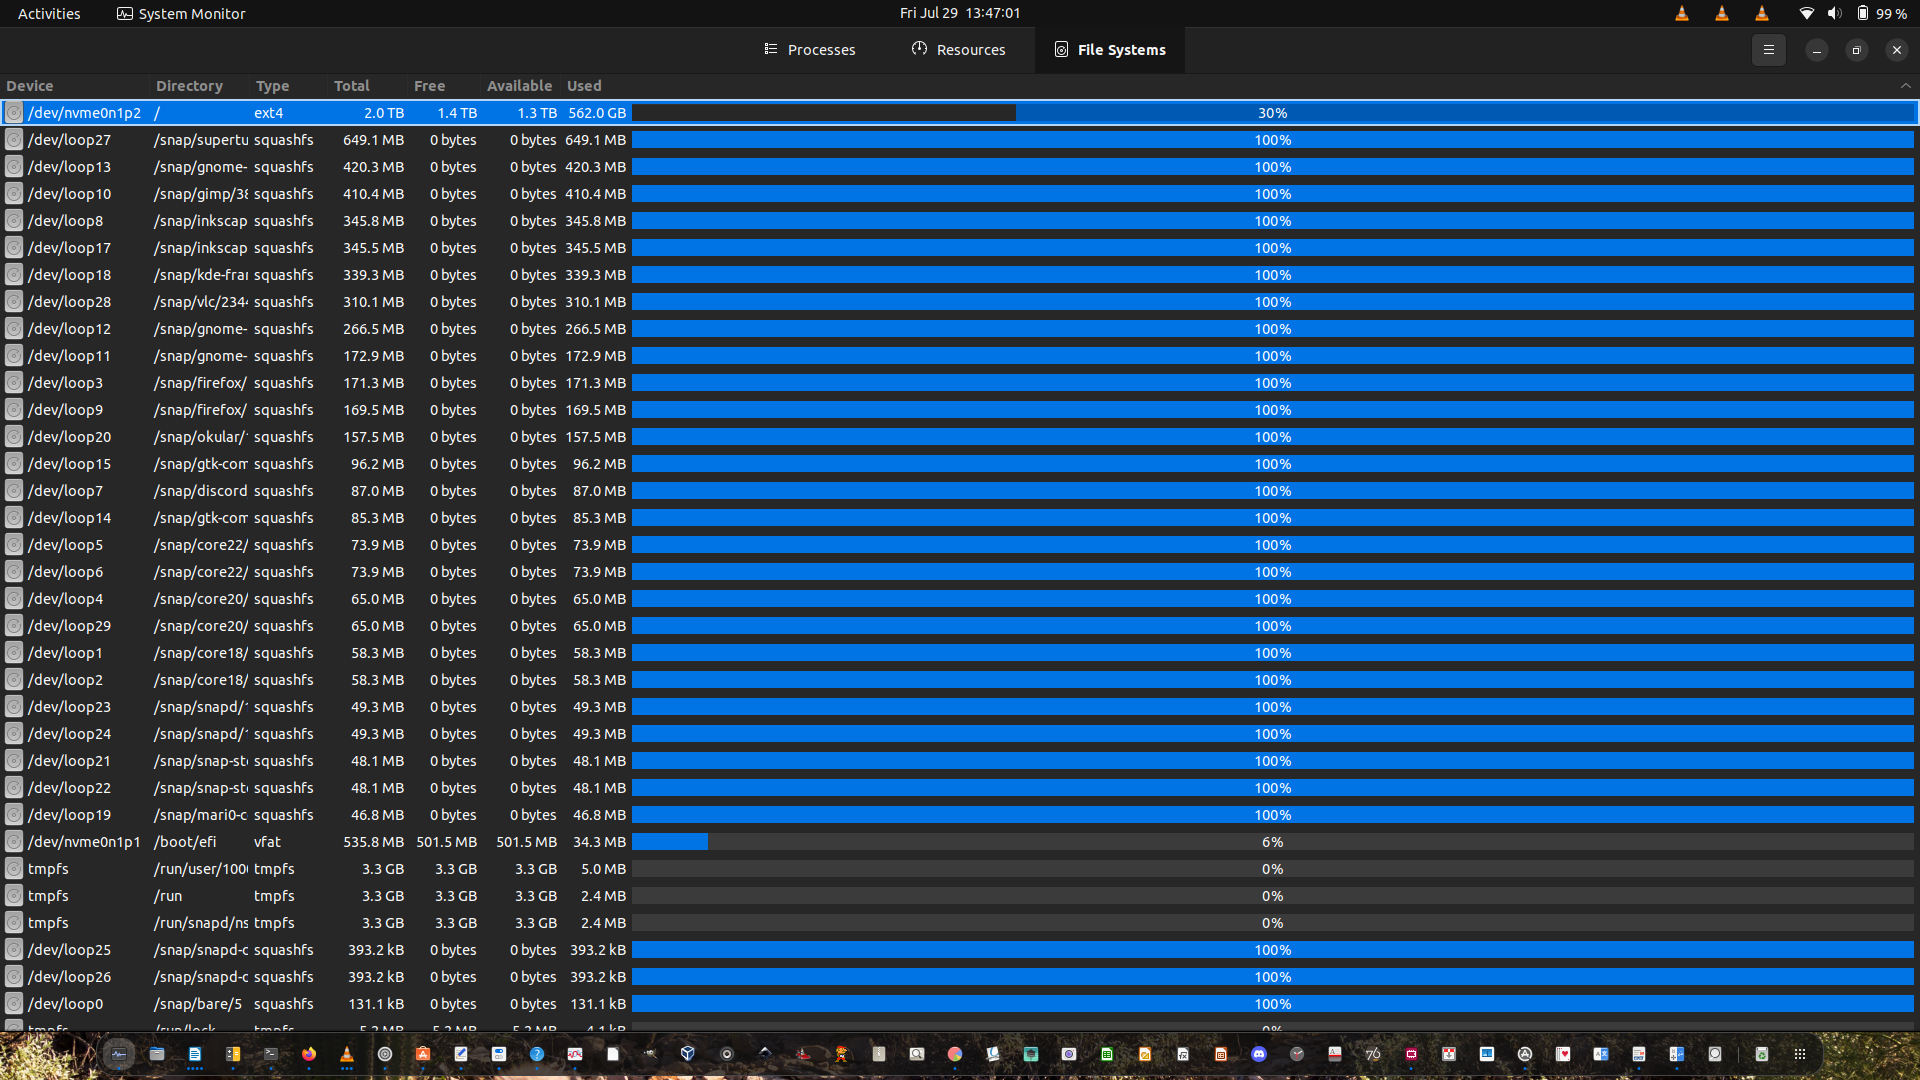 Activities System Monitor Fri Jul 29 13:47:01 99 %
Processes Resources File Systems
Device Directory Type Total Free Available Used
/dev/nvme0n1p2 / ext4 2.0 TB 1.4 TB 1.3 TB 562.0 GB 30%
/dev/loop27 /snap/supertu squashfs 649.1 MB 0 bytes 0 bytes 649.1 MB 100%
/dev/loop13 /snap/gnome- squashfs 420.3 MB 0 bytes 0 bytes 420.3 MB 100%
/dev/loop10 /snap/gimp/38 squashfs 410.4 MB 0 bytes 0 bytes 410.4 MB 100%
/dev/loop8 /snap/inkscap squashfs 345.8 MB 0 bytes 0 bytes 345.8 MB 100%
/dev/loop17 /snap/inkscap squashfs 345.5 MB 0 bytes 0 bytes 345.5 MB 100%
/dev/loop18 /snap/kde-fra squashfs 339.3 MB 0 bytes 0 bytes 339.3 MB 100%
/dev/loop28 /snap/vlc/2344 squashfs 310.1 MB 0 bytes 0 bytes 310.1 MB 100%
/dev/loop12 /snap/gnome- squashfs 266.5 MB 0 bytes 0 bytes 266.5 MB 100%
/dev/loop11 /snap/gnome- squashfs 172.9 MB 0 bytes 0 bytes 172.9 MB 100%
/dev/loop3 /snap/firefox/ squashfs 171.3 MB 0 bytes 0 bytes 171.3 MB 100%
/dev/loop9 /snap/firefox/ squashfs 169.5 MB 0 bytes 0 bytes 169.5 MB 100%
/dev/loop20 /snap/okular/ squashfs 157.5 MB 0 bytes 0 bytes 157.5 MB 100%
/dev/loop15 /snap/gtk-com squashfs 96.2 MB 0 bytes 0 bytes 96.2 MB 100%
/dev/loop7 /snap/discord squashfs 87.0 MB 0 bytes 0 bytes 87.0 MB 100%
/dev/loop14 /snap/gtk-com squashfs 85.3 MB 0 bytes 0 bytes 85.3 MB 100%
/dev/loop5 /snap/core22/ squashfs 73.9 MB 0 bytes 0 bytes 73.9 MB 100%
/dev/loop6 /snap/core22/ squashfs 73.9 MB 0 bytes 0 bytes 73.9 MB 100%
/dev/loop4 /snap/core20/ squashfs 65.0 MB 0 bytes 0 bytes 65.0 MB 100%
/dev/loop29 /snap/core20/ squashfs 65.0 MB 0 bytes 0 bytes 65.0 MB 100%
/dev/loop1 /snap/core18/ squashfs 58.3 MB 0 bytes 0 bytes 58.3 MB 100%
/dev/loop2 /snap/core18/ squashfs 58.3 MB 0 bytes 0 bytes 58.3 MB 100%
/dev/loop23 /snap/snapd/ squashfs 49.3 MB 0 bytes 0 bytes 49.3 MB 100%
/dev/loop24 /snap/snapd/ squashfs 49.3 MB 0 bytes 0 bytes 49.3 MB 100%
/dev/loop21 /snap/snap-sto squashfs 48.1 MB 0 bytes 0 bytes 48.1 MB 100%
/dev/loop22 /snap/snap-sto squashfs 48.1 MB 0 bytes 0 bytes 48.1 MB 100%
/dev/loop19 /snap/mari0-c squashfs 46.8 MB 0 bytes 0 bytes 46.8 MB 100%
/dev/nvme0n1p1 /boot/efi vfat 535.8 MB 501.5 MB 501.5 MB 34.3 MB 6%
tmpfs /run/user/1000 tmpfs 3.3 GB 3.3 GB 3.3 GB 5.0 MB 0%
tmpfs /run tmpfs 3.3 GB 3.3 GB 3.3 GB 2.4 MB 0%
tmpfs /run/snapd/ns tmpfs 3.3 GB 3.3 GB 3.3 GB 2.4 MB 0%
/dev/loop25 /snap/snapd-c squashfs 393.2 kB 0 bytes 0 bytes 393.2 kB 100%
/dev/loop26 /snap/snapd-c squashfs 393.2 kB 0 bytes 0 bytes 393.2 kB 100%
/dev/loop0 /snap/bare/5 squashfs 131.1 kB 0 bytes 0 bytes 131.1 kB 100%
tmpfs /run/lock tmpfs 5.2 MB 5.2 MB 5.2 MB 4.1 kB 0%